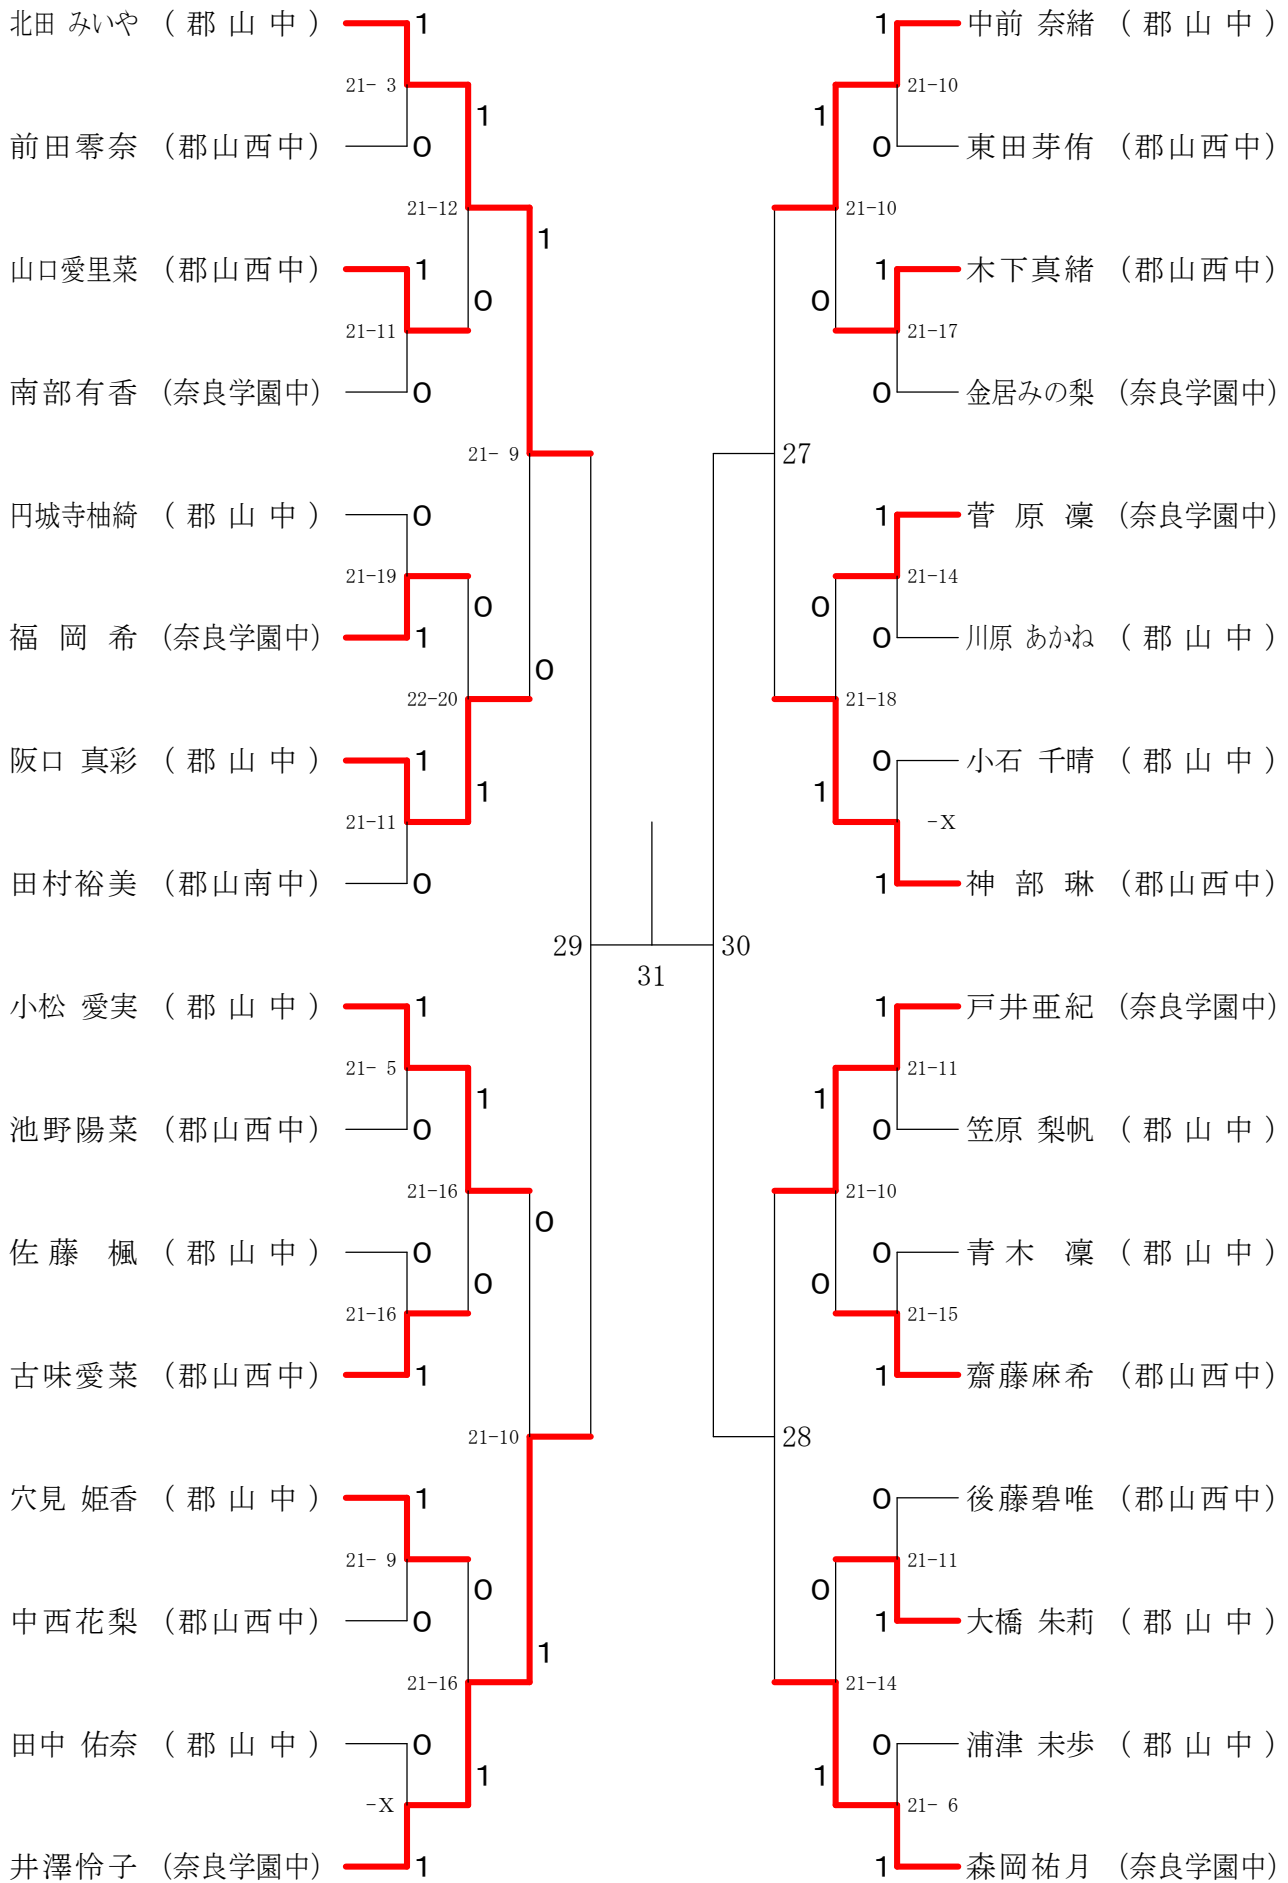 北田 みいや ( 郡 山 中 ) 1 1 中前 奈緒 ( 郡 山 中 )
21- 3 21-10
1 1
前田零奈 (郡山西中) 0 0 東田芽侑 (郡山西中)
21-12 21-10
1
山口愛里菜 (郡山西中) 1 1 木下真緒 (郡山西中)
0 0
21-11 21-17
南部有香 (奈良学園中) 0 0 金居みの梨 (奈良学園中)
21- 9 27
円城寺柚綺 ( 郡 山 中 ) 0 1 菅 原 凜 (奈良学園中)
21-19 21-14
0 0
福 岡 希 (奈良学園中) 1 0 川原 あかね ( 郡 山 中 )
0
22-20 21-18
阪口 真彩 ( 郡 山 中 ) 1 0 小石 千晴 ( 郡 山 中 )
1 1
21-11 -X
田村裕美 (郡山南中) 0 1 神 部 琳 (郡山西中)
29 30
31
小松 愛実 ( 郡 山 中 ) 1 1 戸井亜紀 (奈良学園中)
21- 5 21-11
1 1
池野陽菜 (郡山西中) 0 0 笠原 梨帆 ( 郡 山 中 )
21-16 21-10
0
佐 藤 楓 ( 郡 山 中 ) 0 0 青 木 凜 ( 郡 山 中 )
0 0
21-16 21-15
古味愛菜 (郡山西中) 1 1 齋藤麻希 (郡山西中)
21-10 28
穴見 姫香 ( 郡 山 中 ) 1 0 後藤碧唯 (郡山西中)
21- 9 21-11
0 0
中西花梨 (郡山西中) 0 1 大橋 朱莉 ( 郡 山 中 )
1
21-16 21-14
田中 佑奈 ( 郡 山 中 ) 0 0 浦津 未歩 ( 郡 山 中 )
1 1
-X 21- 6
井澤怜子 (奈良学園中) 1 1 森岡祐月 (奈良学園中)